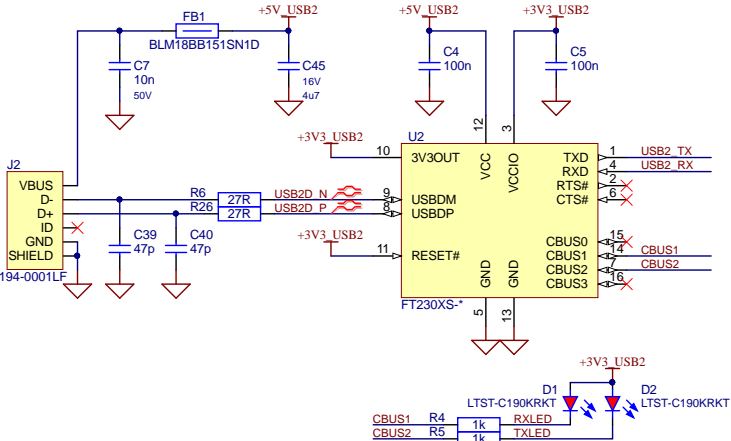 +5V_USB2
+5V_USB2
+3V3_USB2
FB1
BLM18BB151SN1D
C7
10n
50V
C45
16V
4u7
C4
100n
C5
100n
12
3
+3V3_USB2
U2
J2
10
3V3OUT
VCC
VCCIO
TXD
1
USB2_TX
RXD
4
USB2_RX
RTS#
2
CTS#
6
VBUS
D-
D+
ID
GND
SHIELD
194-0001LF
R6
27R
USB2D_N
9
USBDM
R26
27R
USB2D_P
8
USBDP
C39
47p
C40
47p
+3V3_USB2
11
RESET#
CBUS0
15
CBUS1
14
CBUS1
CBUS2
7
CBUS2
CBUS3
16
GND
GND
FT230XS-*
5
13
+3V3_USB2
D1
LTST-C190KRKT
D2
LTST-C190KRKT
CBUS1
R4
1k
RXLED
CBUS2
R5
1k
TXLED